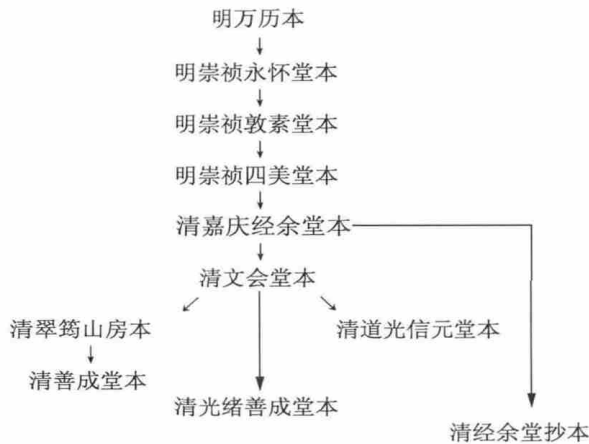 明万历本
明崇祯永怀堂本
明崇祯敦素堂本
明崇祯四美堂本
清嘉庆经余堂本
清文会堂本
清翠筠山房本
清道光信元堂本
清善成堂本
清光绪善成堂本
清经余堂抄本